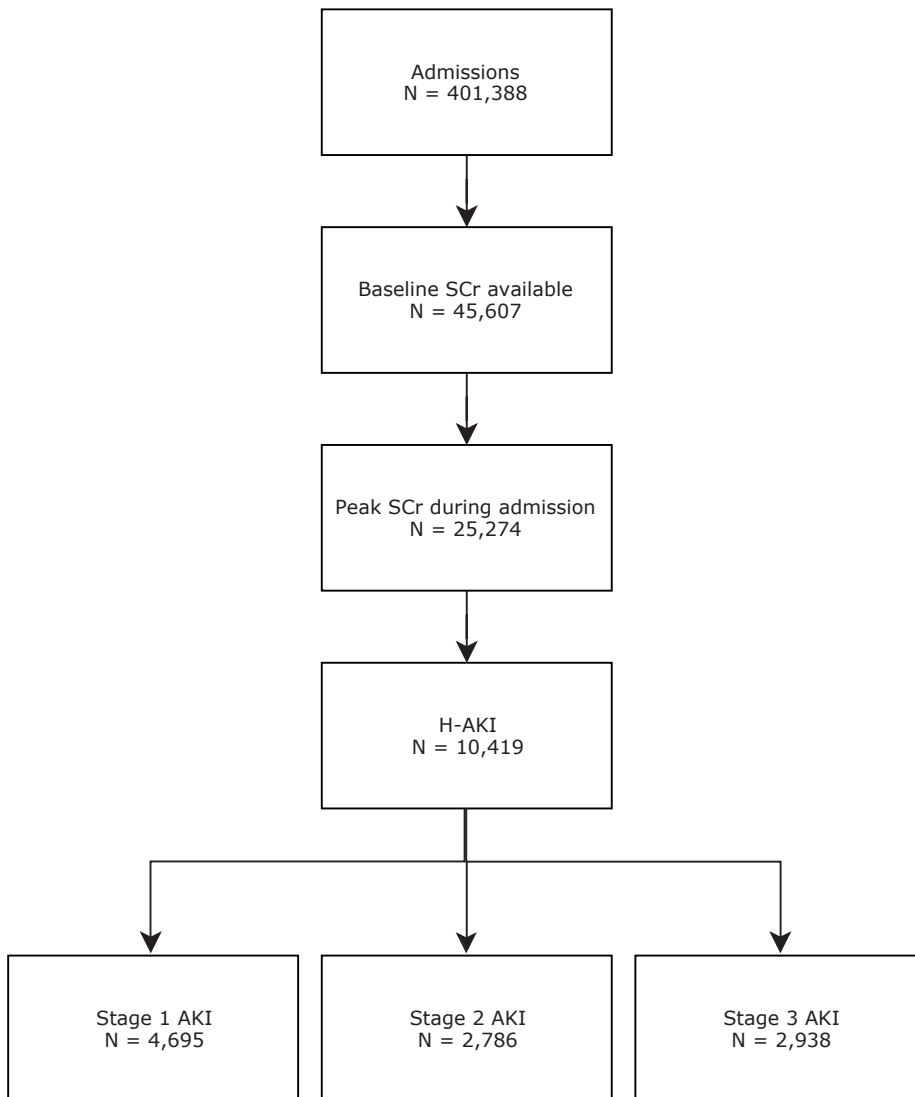 Admissions
N = 401,388
Baseline SCr available
N = 45,607
Peak SCr during admission
N = 25,274
H-AKI
N = 10,419
Stage 1 AKI
N = 4,695
Stage 2 AKI
N = 2,786
Stage 3 AKI
N = 2,938